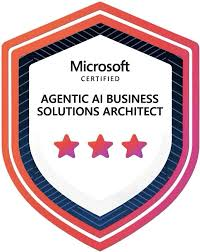 Microsoft
CERTIFIED
AGENTIC AI BUSINESS
SOLUTIONS ARCHITECT